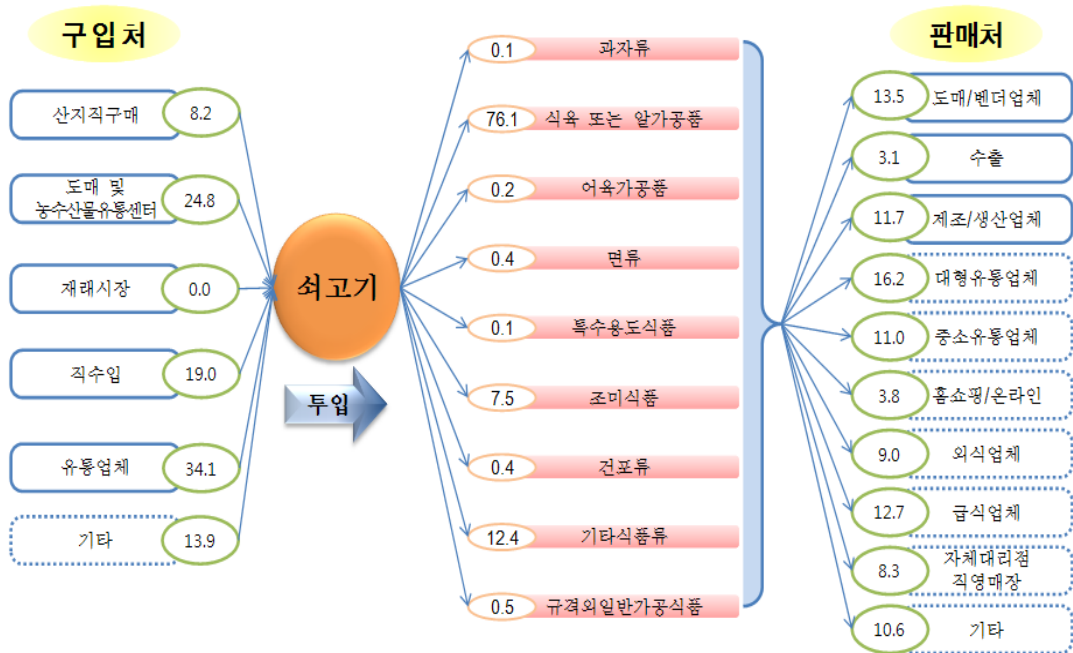 구입처
산지직구매
8.2
도매 및
농수산물유통센터
24.8
재래시장
0.0
직수입
19.0
유통업체
34.1
기타
13.9
쇠고기
투입
0.1
과자류
76.1
식육 또는 알가공품
0.2
어육가공품
0.4
면류
0.1
특수용도식품
7.5
조미식품
0.4
건포류
12.4
기타식품류
0.5
규격외일반가공식품
판매처
13.5
도매/벤더업체
3.1
수출
11.7
제조/생산업체
16.2
대형유통업체
11.0
중소유통업체
3.8
홈쇼핑/온라인
9.0
외식업체
12.7
급식업체
8.3
자체대리점
직영매장
10.6
기타